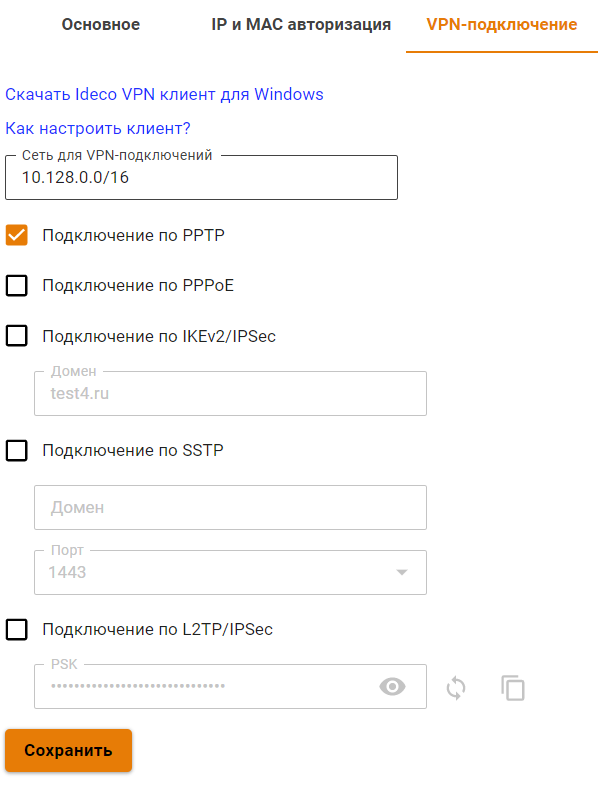 Основное IP и MAC авторизация VPN-подключение
Скачать Ideco VPN клиент для Windows
Как настроить клиент?
Сеть для VPN-подключений
10.128.0.0/16
Подключение по PPTP
Подключение по PPPoE
Подключение по IKEv2/IPSec
Домен
test4.ru
Подключение по SSTP
Домен
Порт
1443
Подключение по L2TP/IPSec
PSK
••••••••••••••••••••••••••••••
Сохранить